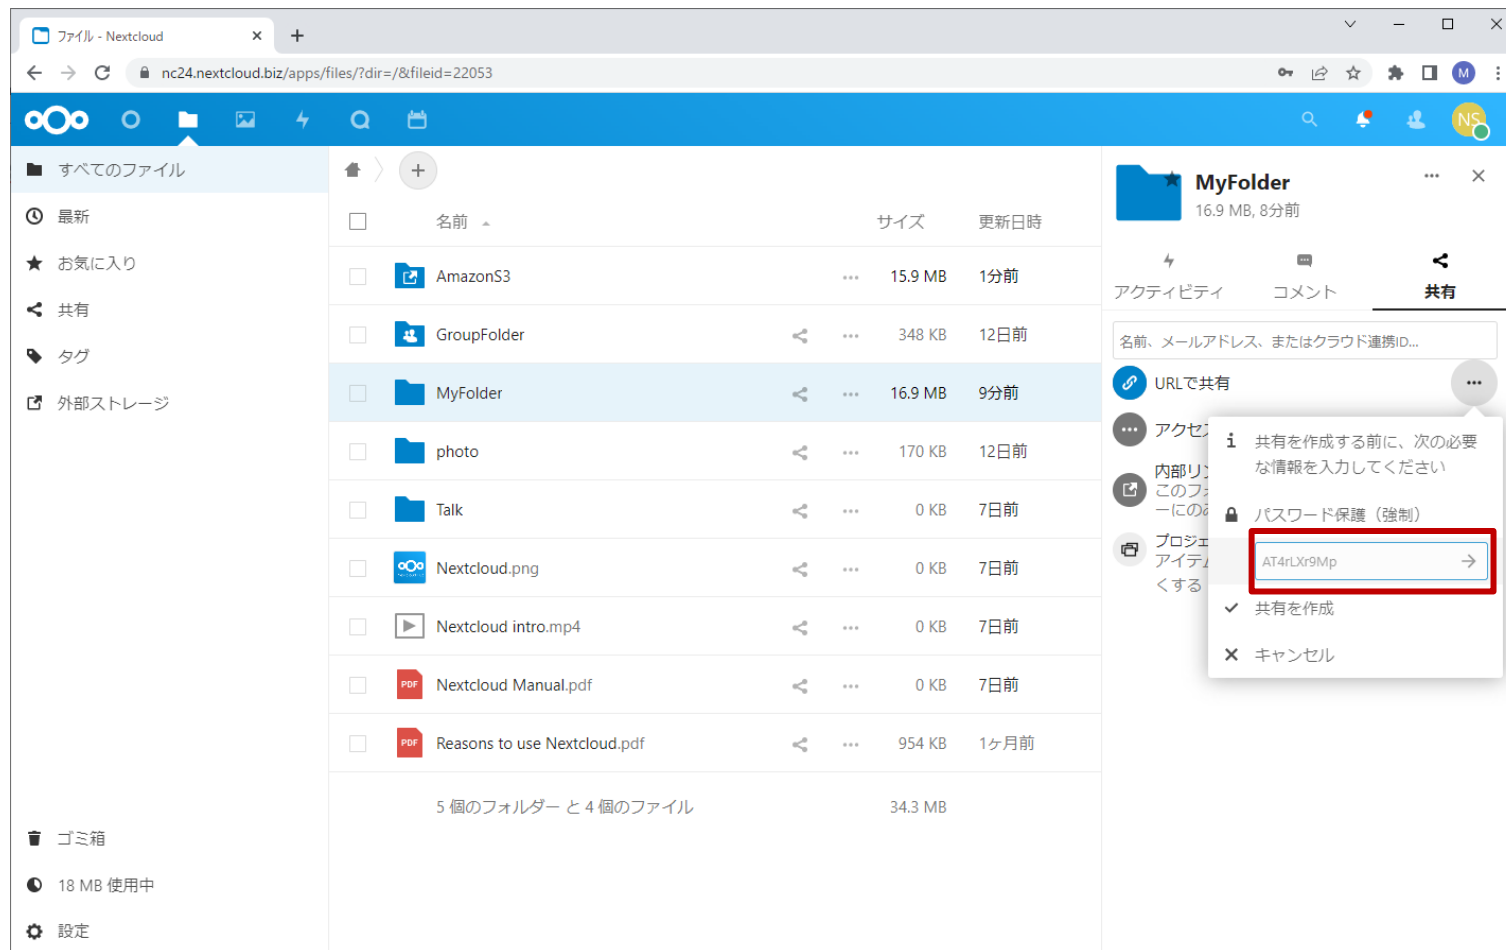 ファイル - Nextcloud
nc24.nextcloud.biz/apps/files/?dir=/&fileid=22053
M
NS
すべてのファイル
最新
お気に入り
共有
タグ
外部ストレージ
ゴミ箱
18 MB 使用中
設定
名前 サイズ 更新日時
AmazonS3 15.9 MB 1分前
GroupFolder 348 KB 12日前
MyFolder 16.9 MB 9分前
photo 170 KB 12日前
Talk 0 KB 7日前
Nextcloud.png 0 KB 7日前
Nextcloud intro.mp4 0 KB 7日前
PDF Nextcloud Manual.pdf 0 KB 7日前
PDF Reasons to use Nextcloud.pdf 954 KB 1ヶ月前
5 個のフォルダー と 4 個のファイル 34.3 MB
MyFolder
16.9 MB, 8分前
アクティビティ コメント 共有
名前、メールアドレス、またはクラウド連携ID...
URLで共有
アクセス
内部リン
このフォ
ーにのみ
プロジェ
アイテム
くする
共有を作成する前に、次の必要
な情報を入力してください
パスワード保護（強制）
AT4rLXr9Mp
共有を作成
キャンセル